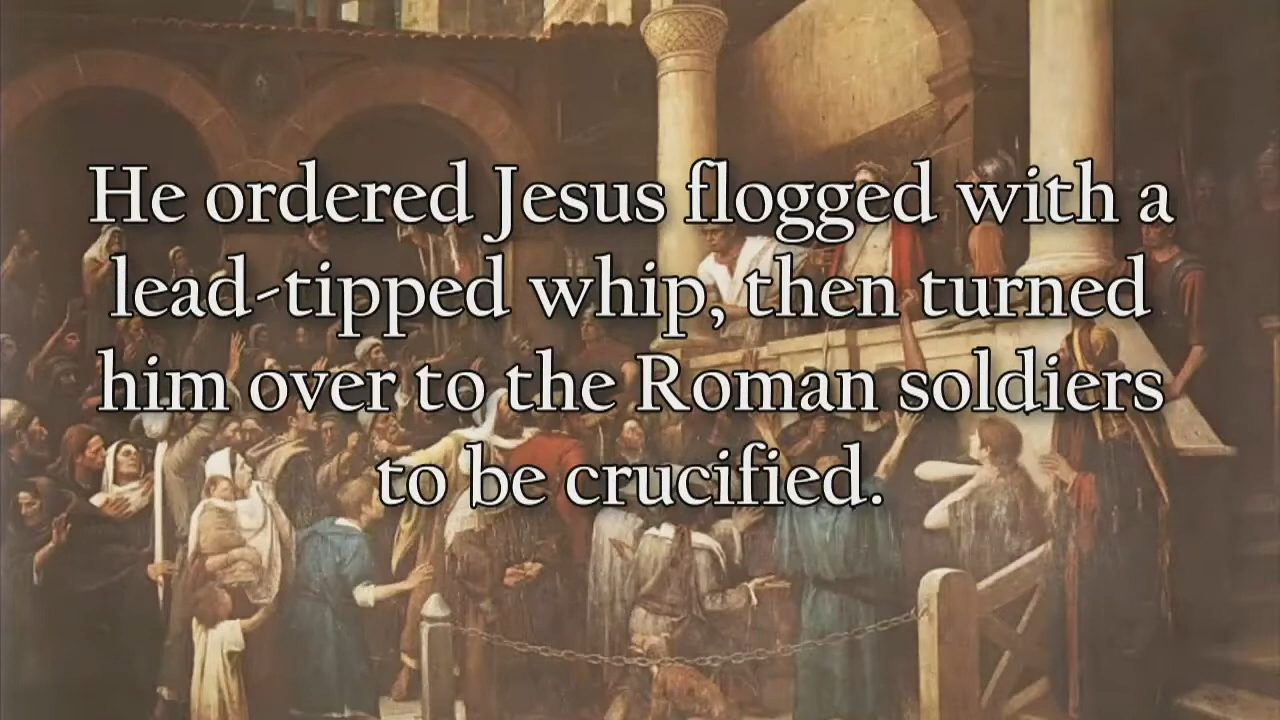 He ordered Jesus flogged with a
lead-tipped whip, then turned
him over to the Roman soldiers
to be crucified.